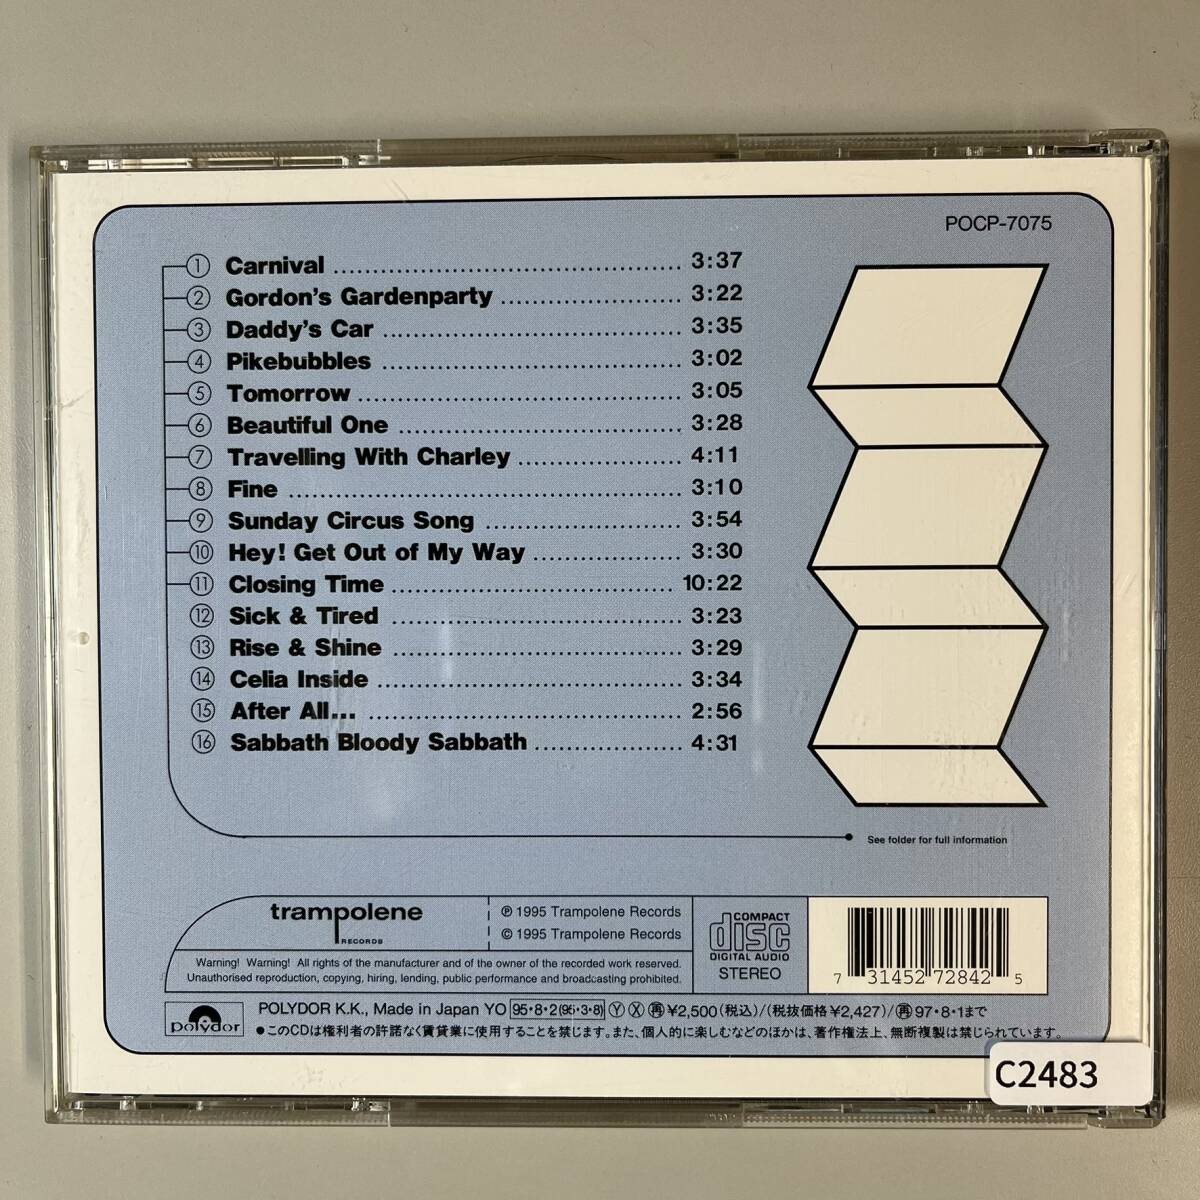 POCP-7075
1 Carnival 3:37
2 Gordon's Gardenparty 3:22
3 Daddy's Car 3:35
4 Pikebubbles 3:02
5 Tomorrow 3:05
6 Beautiful One 3:28
7 Travelling With Charley 4:11
8 Fine 3:10
9 Sunday Circus Song 3:54
10 Hey! Get Out of My Way 3:30
11 Closing Time 10:22
12 Sick & Tired 3:23
13 Rise & Shine 3:29
14 Celia Inside 3:34
15 After All... 2:56
16 Sabbath Bloody Sabbath 4:31
See folder for full information
trampolene
RECORDS
℗ 1995 Trampolene Records
© 1995 Trampolene Records
Warning! Warning! All rights of the manufacturer and of the owner of the recorded work reserved.
Unauthorised reproduction, copying, hiring, lending, public performance and broadcasting prohibited.
COMPACT
disc
DIGITAL AUDIO
STEREO
7 31452 72842 5
polydor
POLYDOR K.K., Made in Japan YO 95・8・2(95・3・8) Ⓨ Ⓧ ㊢¥2,500(税込)/(税抜価格¥2,427)/再97・8・1まで
●このCDは権利者の許諾なく賃貸業に使用することを禁じます。また、個人的に楽しむなどのほかは、著作権法上、無断複製は禁じられています。
C2483